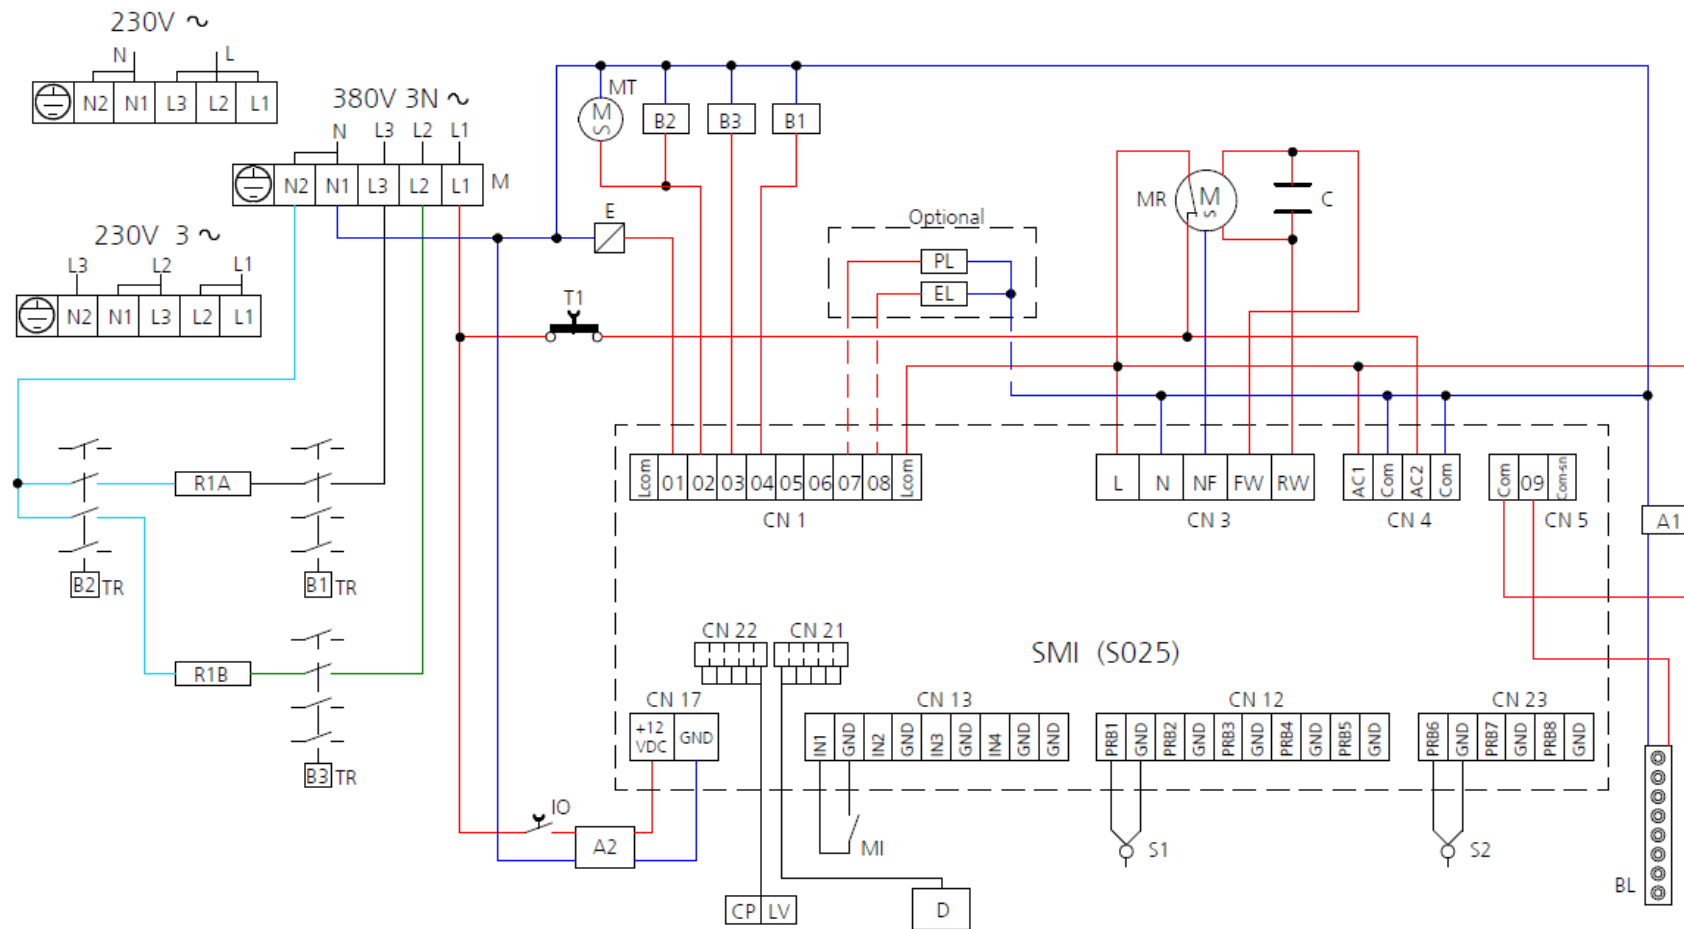 230V ~
N L
N2 N1 L3 L2 L1
380V 3N ~
N L3 L2 L1
N2 N1 L3 L2 L1 M
230V 3 ~
L3 L2 L1
N2 N1 L3 L2 L1
MT
M S
B2 B3 B1
E
T1
Optional
PL
EL
MR
M S
C
R1A
B2 TR
B1 TR
R1B
B3 TR
Lcom 01 02 03 04 05 06 07 08 Lcom
CN 1
L N NF FW RW
CN 3
AC1 Com AC2 Com
CN 4
Com 09 Com-sn
CN 5
A1
SMI (S025)
CN 22 CN 21
CN 17
+12 VDC GND
CN 13
IN1 GND IN2 GND IN3 GND IN4 GND GND
CN 12
PRB1 GND PRB2 GND PRB3 GND PRB4 GND PRB5 GND
CN 23
PRB6 GND PRB7 GND PRB8 GND
IO
A2
MI
S1
S2
BL
CP LV
D